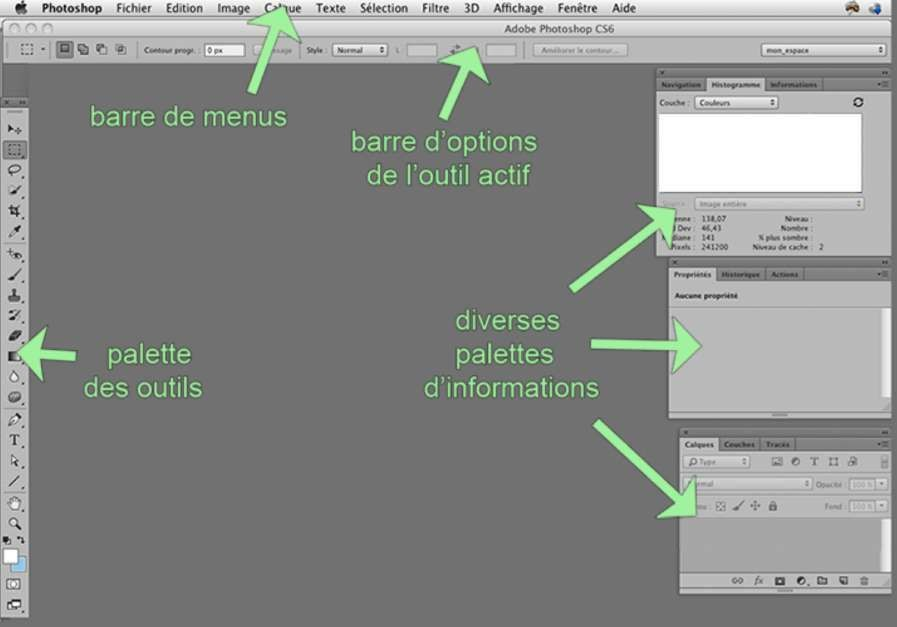 Photoshop Fichier Edition Image Calque Texte Sélection Filtre 3D Affichage Fenêtre Aide
Adobe Photoshop CS6
Contour progr. : 0 px Style : Normal L : Améliorer le contour... mon_espace
barre de menus
barre d'options
de l'outil actif
Navigation Histogramme Informations
Couche : Couleurs
Source : Image entière
138,07 Niveau :
Dev : 46,43 Nombre :
Médiane : 141 % plus sombre :
Pixels : 241200 Niveau de cache : 2
Propriétés Historique Actions
Aucune propriété
diverses
palettes
d'informations
palette
des outils
Calques Couches Tracés
Type
Normal Opacité : 100 %
Fond : 100 %
fx